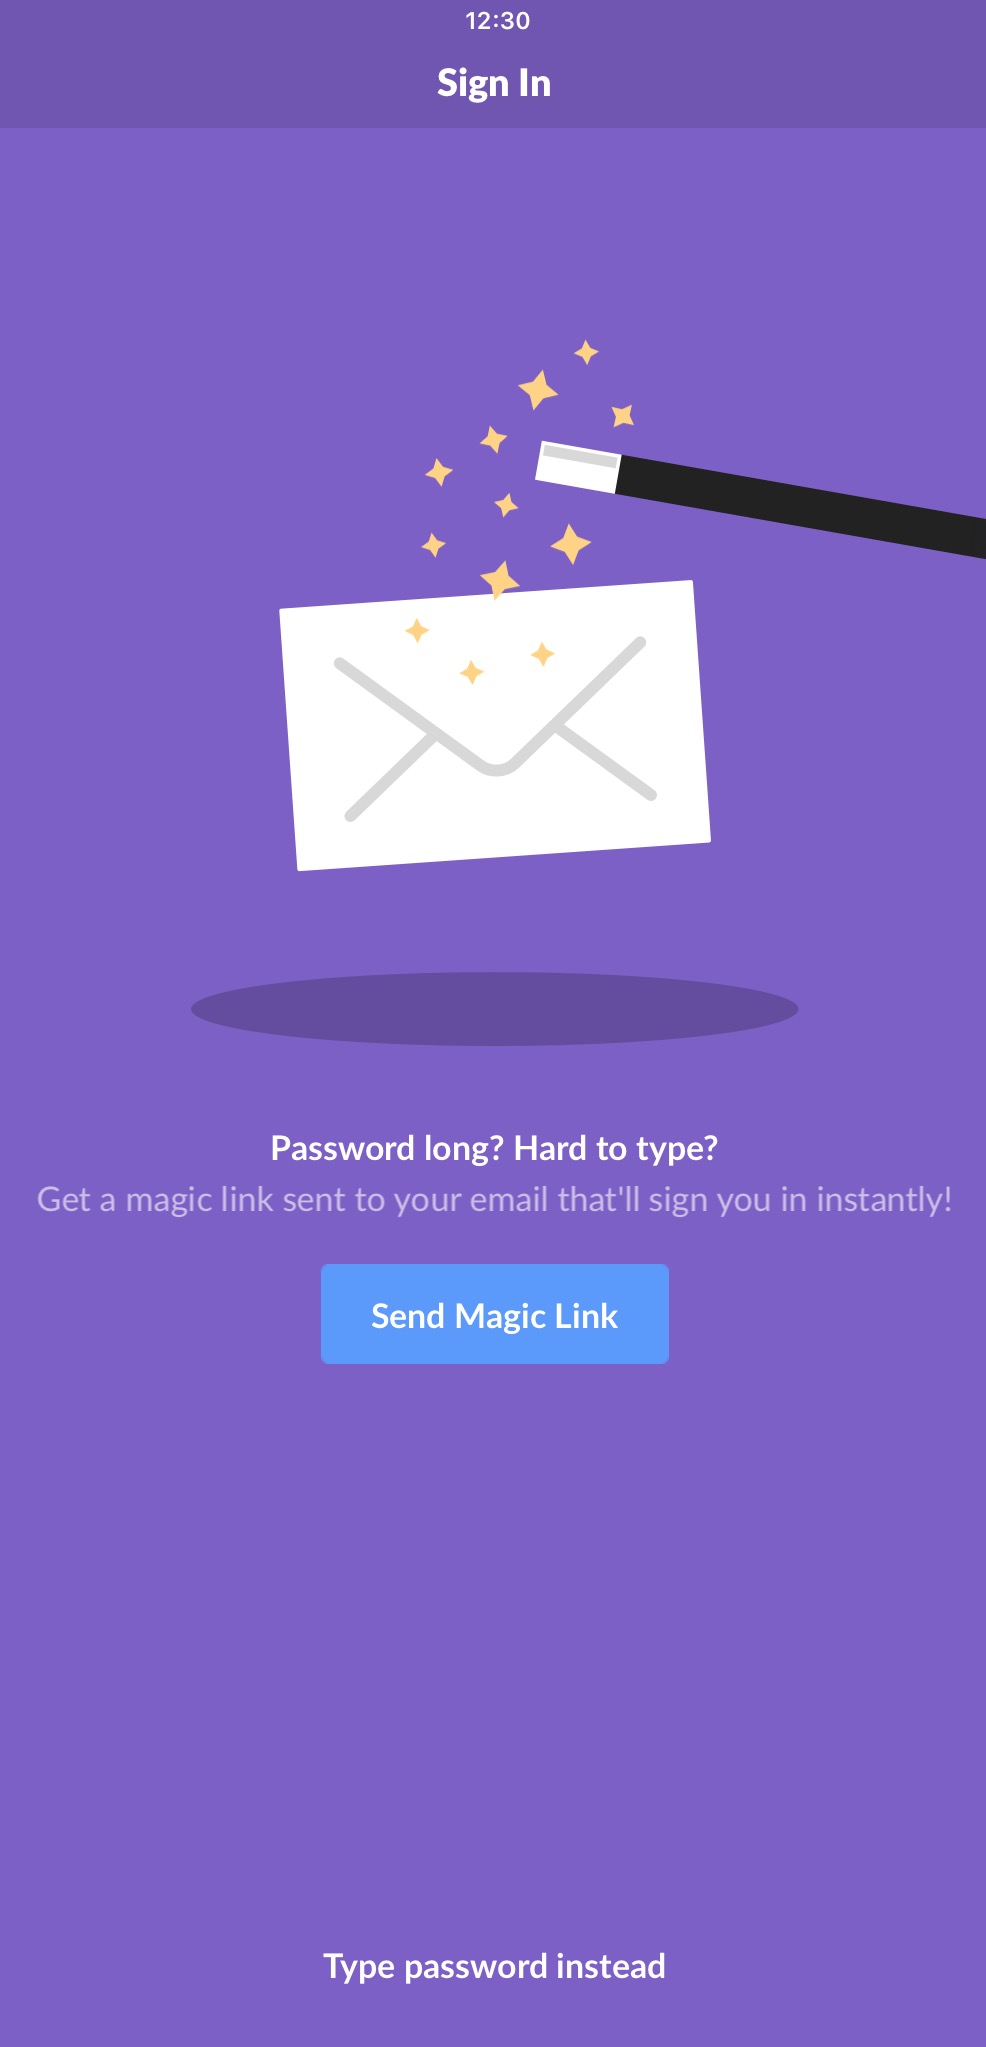 12:30
Sign In
Password long? Hard to type?
Get a magic link sent to your email that'll sign you in instantly!
Send Magic Link
Type password instead